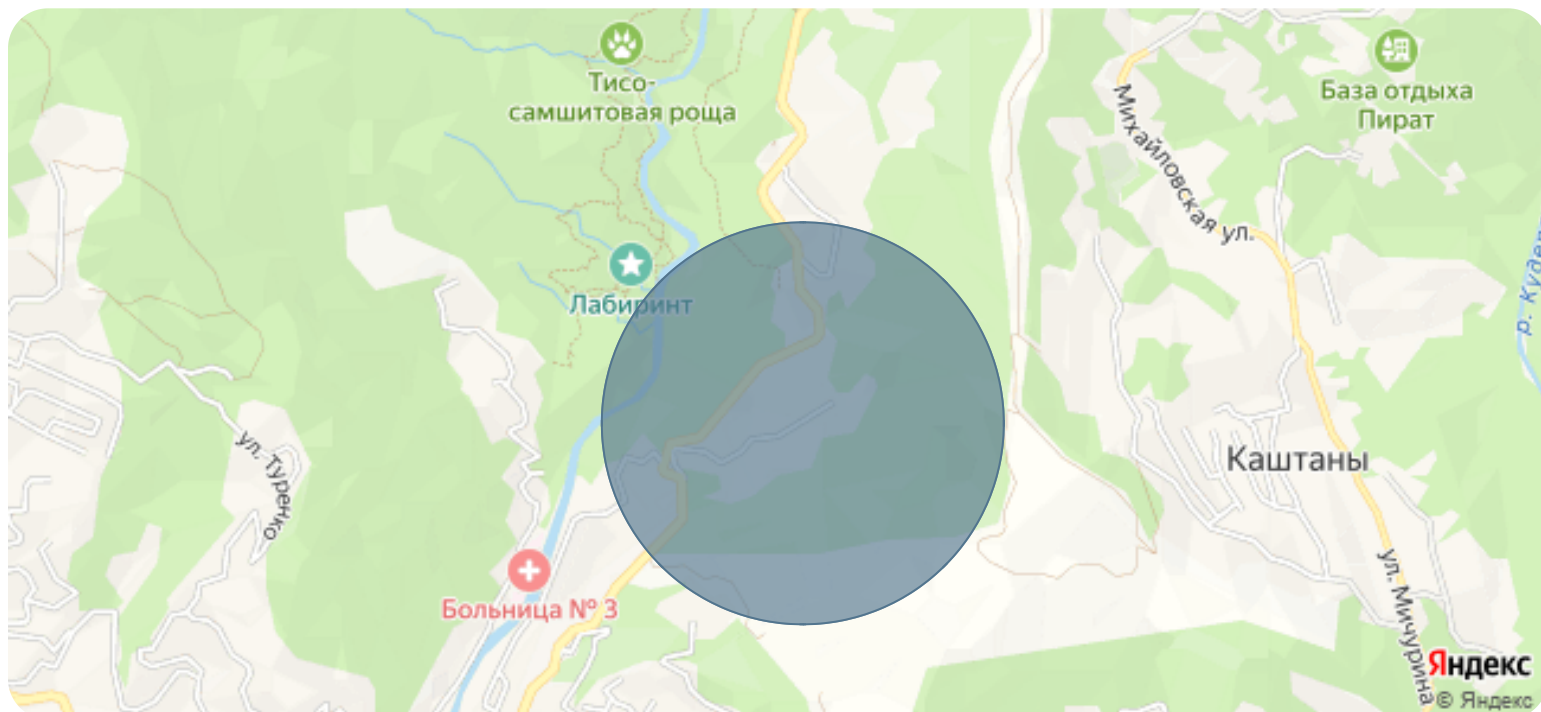 Тисо-
самшитовая роща
База отдыха
Пират
Михайловская ул.
Лабиринт
ул. Туренко
Каштаны
Больница № 3
ул. Мичурина
Яндекс
© Яндекс